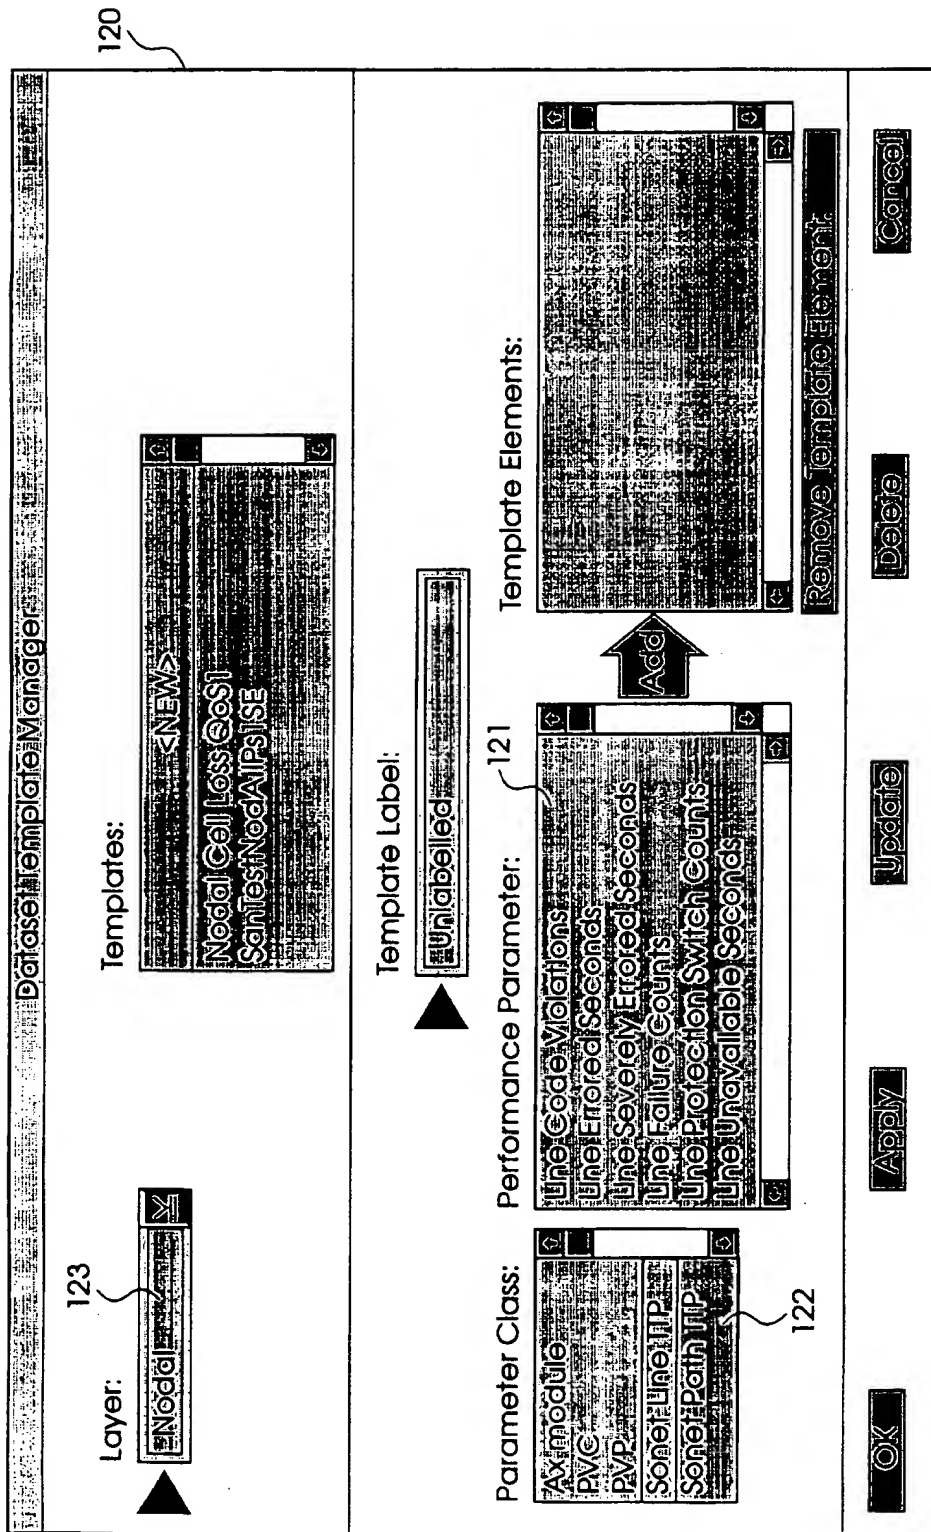 Dataset Template Manager
120
Layer:
123
Nodal
Templates:
<NEW>
Nodal Cell Loss QoS1
SanTestNodAlPsTSE
Template Label:
Unlabelled
Parameter Class:
Ax module
PVC
PVP
Sonet Line TTP
Sonet Path TTP
122
Performance Parameter:
121
Line Code Violations
Line Errored Seconds
Line Severely Errored Seconds
Line Failure Counts
Line Protection Switch Counts
Line Unavailable Seconds
Add
Template Elements:
Remove Template Element
OK
Apply
Update
Delete
Cancel